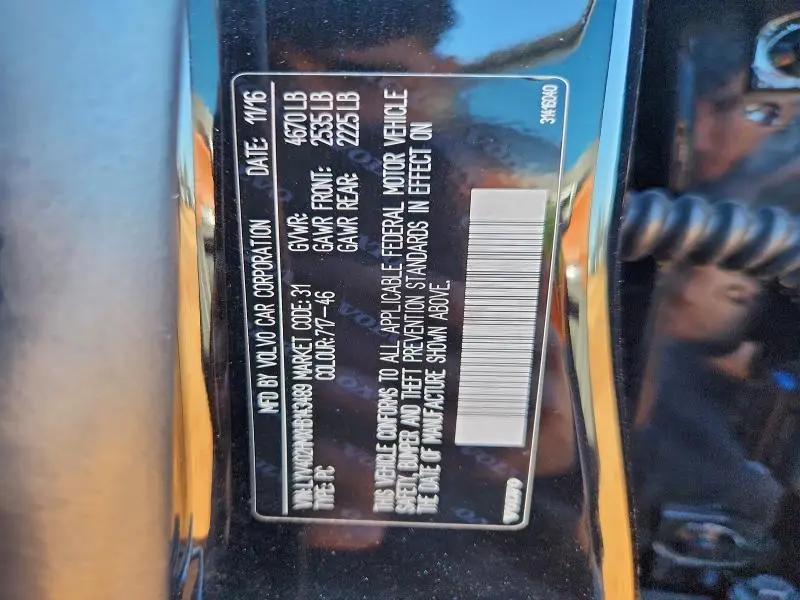 MFD BY VOLVO CAR CORPORATION DATE: 11/16
MARKET CODE: 31 GVWR: 4670 LB
TYPE: PC COLOUR: 717-46 GAWR FRONT: 2535 LB
GAWR REAR: 2225 LB
THIS VEHICLE CONFORMS TO ALL APPLICABLE FEDERAL MOTOR VEHICLE
SAFETY, BUMPER AND THEFT PREVENTION STANDARDS IN EFFECT ON
THE DATE OF MANUFACTURE SHOWN ABOVE.
VOLVO
31416040